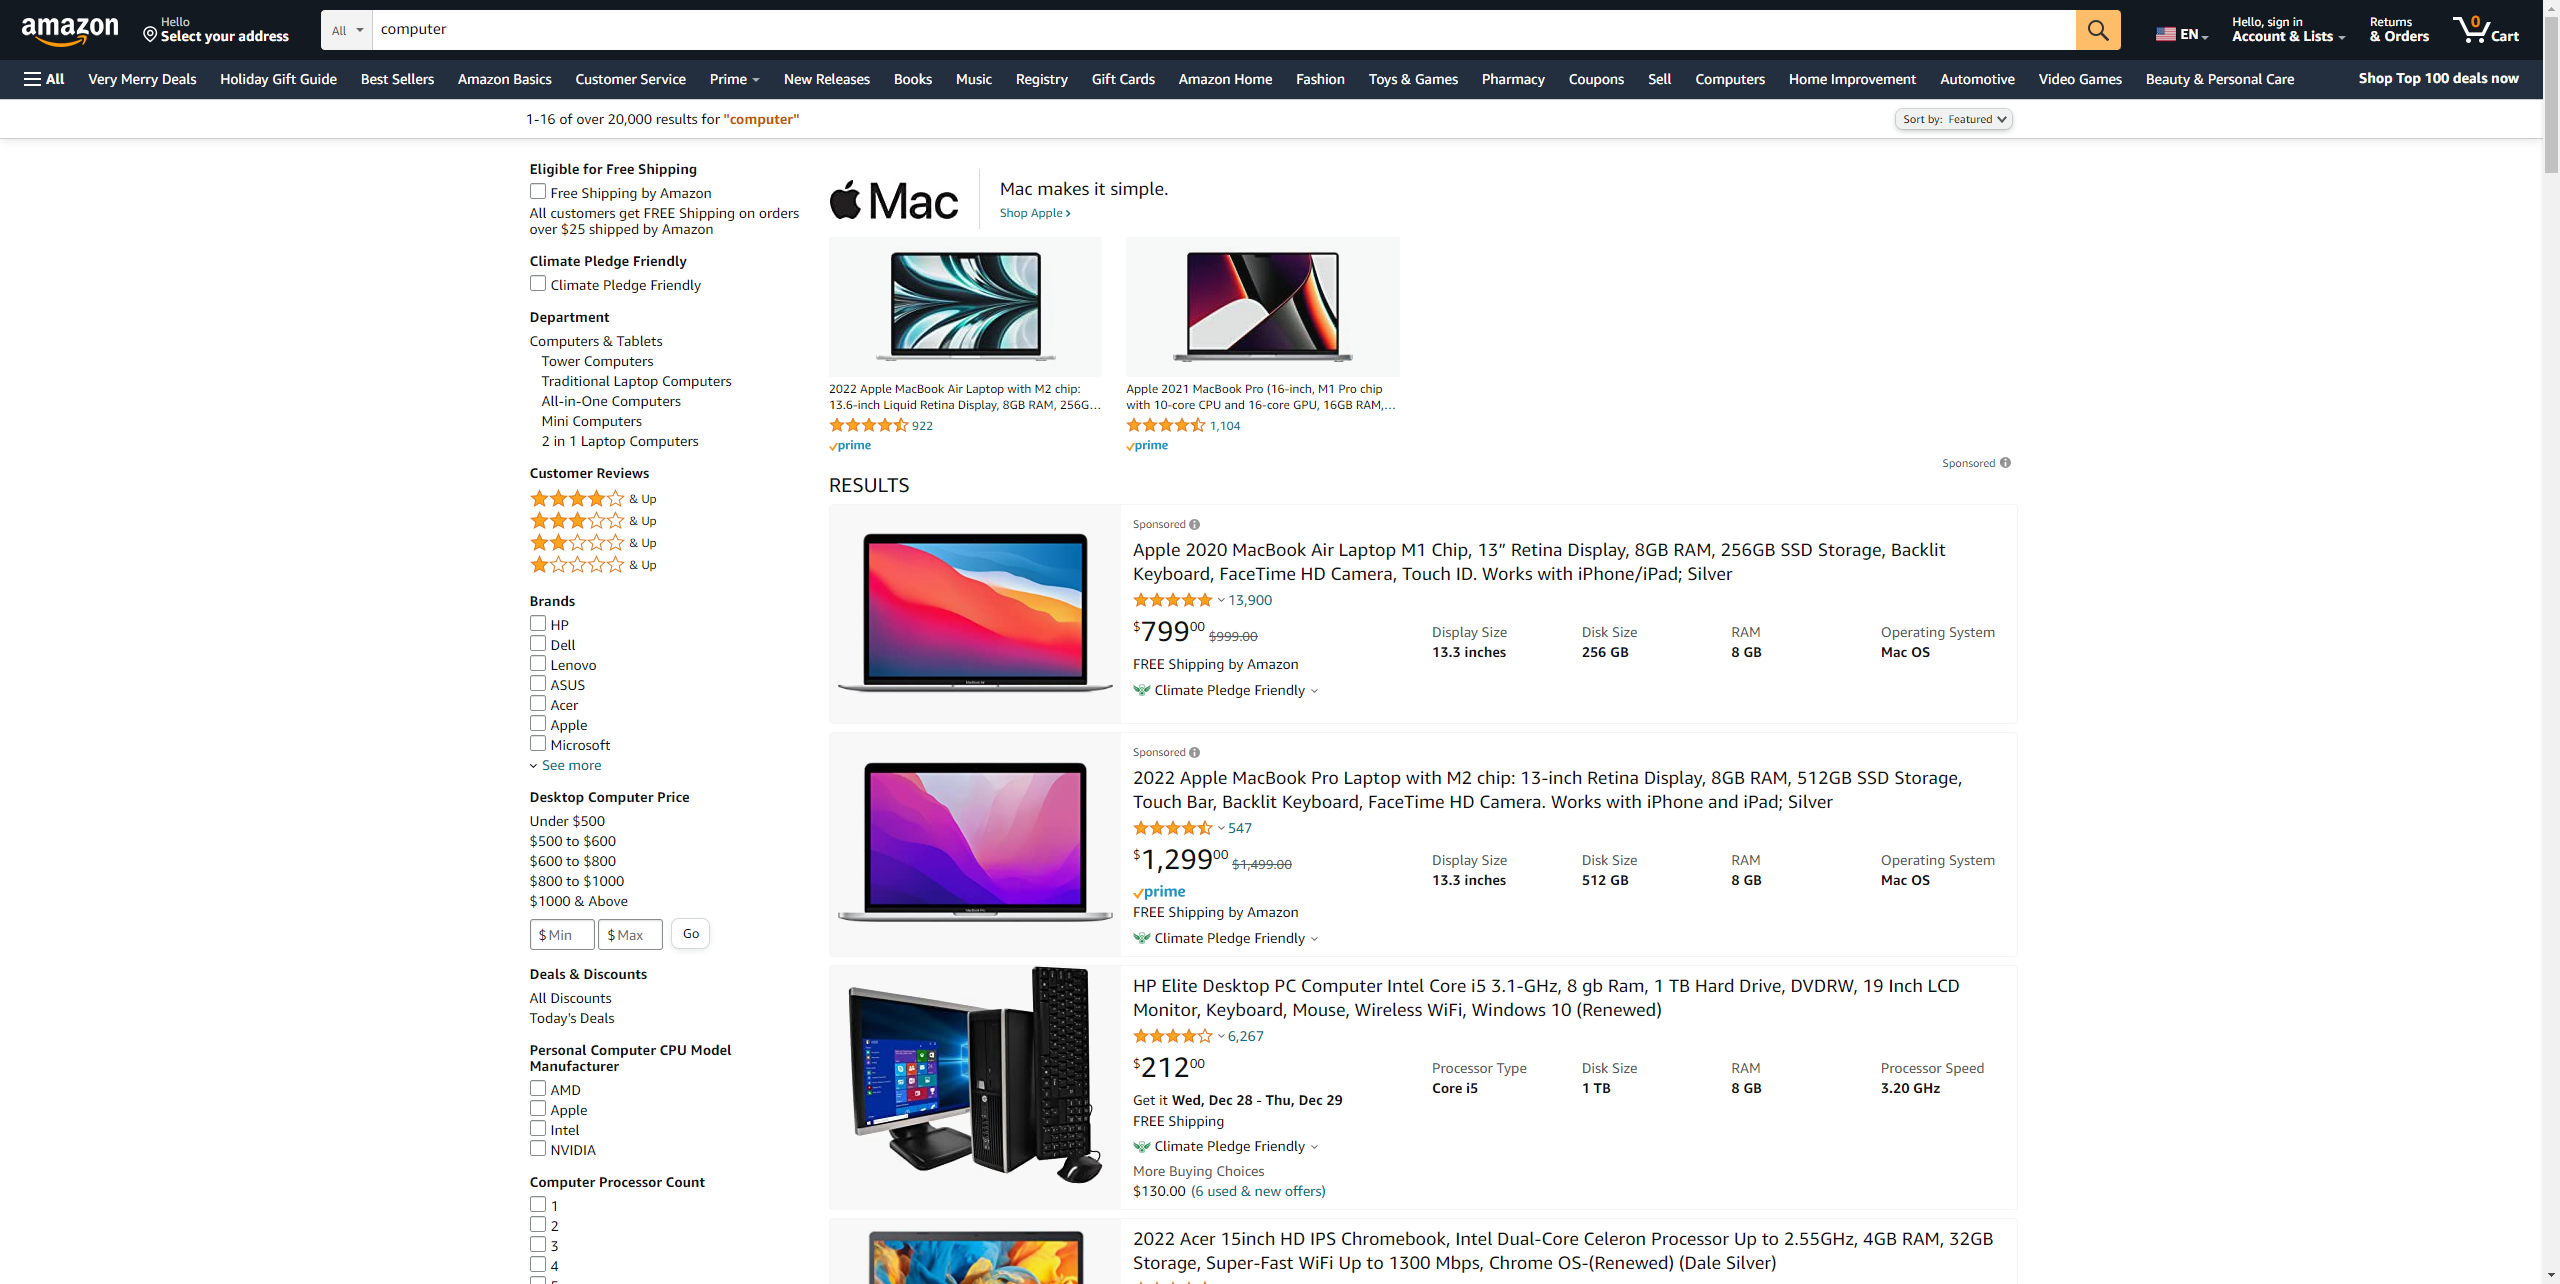 amazon
Hello
Select your address
All
computer
EN
Hello, sign in
Account & Lists
Returns
& Orders
0
Cart
All
Very Merry Deals
Holiday Gift Guide
Best Sellers
Amazon Basics
Customer Service
Prime
New Releases
Books
Music
Registry
Gift Cards
Amazon Home
Fashion
Toys & Games
Pharmacy
Coupons
Sell
Computers
Home Improvement
Automotive
Video Games
Beauty & Personal Care
Shop Top 100 deals now
1-16 of over 20,000 results for "computer"
Sort by: Featured
Eligible for Free Shipping
Free Shipping by Amazon
All customers get FREE Shipping on orders
over $25 shipped by Amazon
Climate Pledge Friendly
Climate Pledge Friendly
Department
Computers & Tablets
Tower Computers
Traditional Laptop Computers
All-in-One Computers
Mini Computers
2 in 1 Laptop Computers
Customer Reviews
& Up
& Up
& Up
& Up
Brands
HP
Dell
Lenovo
ASUS
Acer
Apple
Microsoft
See more
Desktop Computer Price
Under $500
$500 to $600
$600 to $800
$800 to $1000
$1000 & Above
$ Min
$ Max
Go
Deals & Discounts
All Discounts
Today's Deals
Personal Computer CPU Model
Manufacturer
AMD
Apple
Intel
NVIDIA
Computer Processor Count
1
2
3
4
Mac
Mac makes it simple.
Shop Apple
2022 Apple MacBook Air Laptop with M2 chip:
13.6-inch Liquid Retina Display, 8GB RAM, 256G…
922
prime
Apple 2021 MacBook Pro (16-inch, M1 Pro chip
with 10-core CPU and 16-core GPU, 16GB RAM,…
1,104
prime
Sponsored
RESULTS
Sponsored
Apple 2020 MacBook Air Laptop M1 Chip, 13” Retina Display, 8GB RAM, 256GB SSD Storage, Backlit
Keyboard, FaceTime HD Camera, Touch ID. Works with iPhone/iPad; Silver
13,900
$79900 $999.00
FREE Shipping by Amazon
Climate Pledge Friendly
Display Size
13.3 inches
Disk Size
256 GB
RAM
8 GB
Operating System
Mac OS
Sponsored
2022 Apple MacBook Pro Laptop with M2 chip: 13-inch Retina Display, 8GB RAM, 512GB SSD Storage,
Touch Bar, Backlit Keyboard, FaceTime HD Camera. Works with iPhone and iPad; Silver
547
$1,29900 $1,499.00
prime
FREE Shipping by Amazon
Climate Pledge Friendly
Display Size
13.3 inches
Disk Size
512 GB
RAM
8 GB
Operating System
Mac OS
HP Elite Desktop PC Computer Intel Core i5 3.1-GHz, 8 gb Ram, 1 TB Hard Drive, DVDRW, 19 Inch LCD
Monitor, Keyboard, Mouse, Wireless WiFi, Windows 10 (Renewed)
6,267
$21200
Get it Wed, Dec 28 - Thu, Dec 29
FREE Shipping
Climate Pledge Friendly
More Buying Choices
$130.00 (6 used & new offers)
Processor Type
Core i5
Disk Size
1 TB
RAM
8 GB
Processor Speed
3.20 GHz
2022 Acer 15inch HD IPS Chromebook, Intel Dual-Core Celeron Processor Up to 2.55GHz, 4GB RAM, 32GB
Storage, Super-Fast WiFi Up to 1300 Mbps, Chrome OS-(Renewed) (Dale Silver)